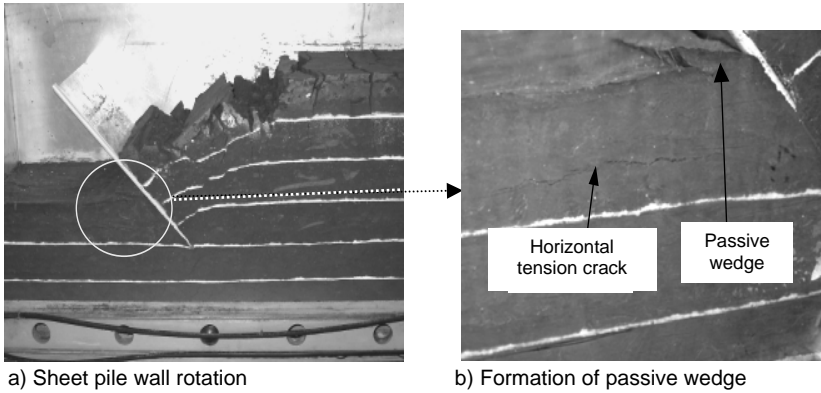 Horizontal
tension crack
Passive
wedge
a) Sheet pile wall rotation
b) Formation of passive wedge